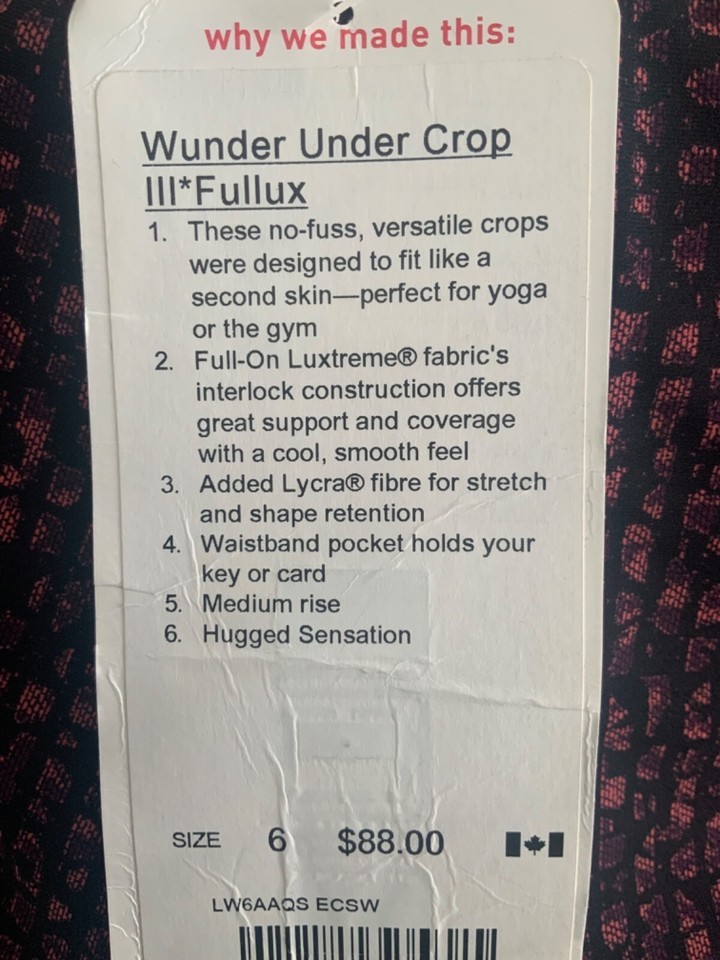 why we made this:
Wunder Under Crop
III*Fullux
1. These no-fuss, versatile crops
were designed to fit like a
second skin—perfect for yoga
or the gym
2. Full-On Luxtreme® fabric's
interlock construction offers
great support and coverage
with a cool, smooth feel
3. Added Lycra® fibre for stretch
and shape retention
4. Waistband pocket holds your
key or card
5. Medium rise
6. Hugged Sensation
SIZE 6 $88.00
LW6AAQS ECSW